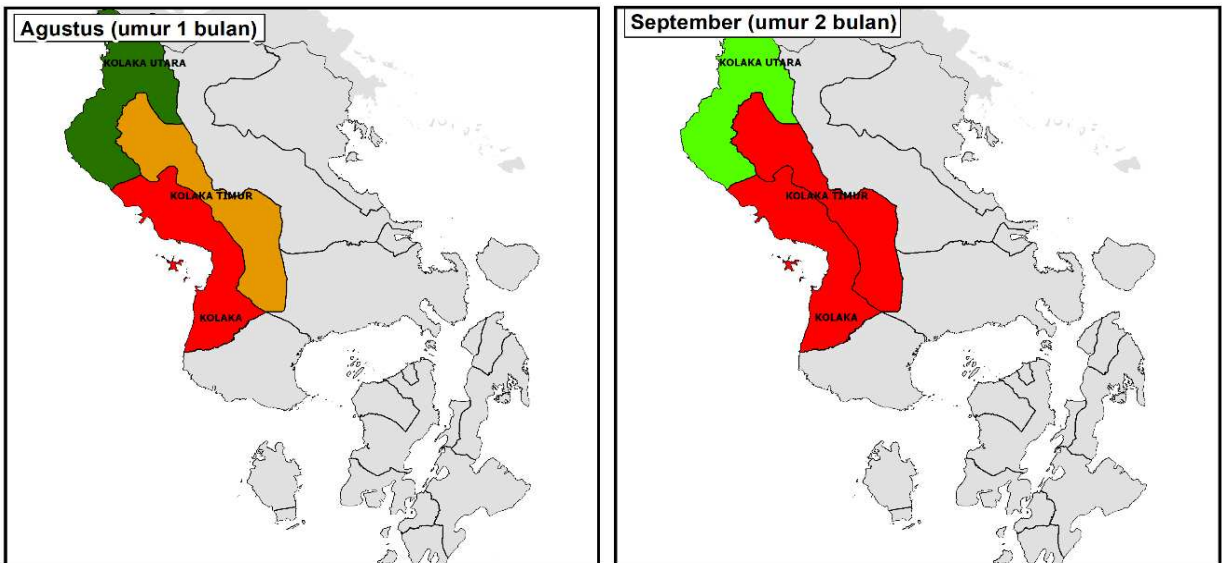 Agustus (umur 1 bulan)
KOLAKA UTARA
KOLAKA TIMUR
KOLAKA
September (umur 2 bulan)
KOLAKA UTARA
KOLAKA TIMUR
KOLAKA